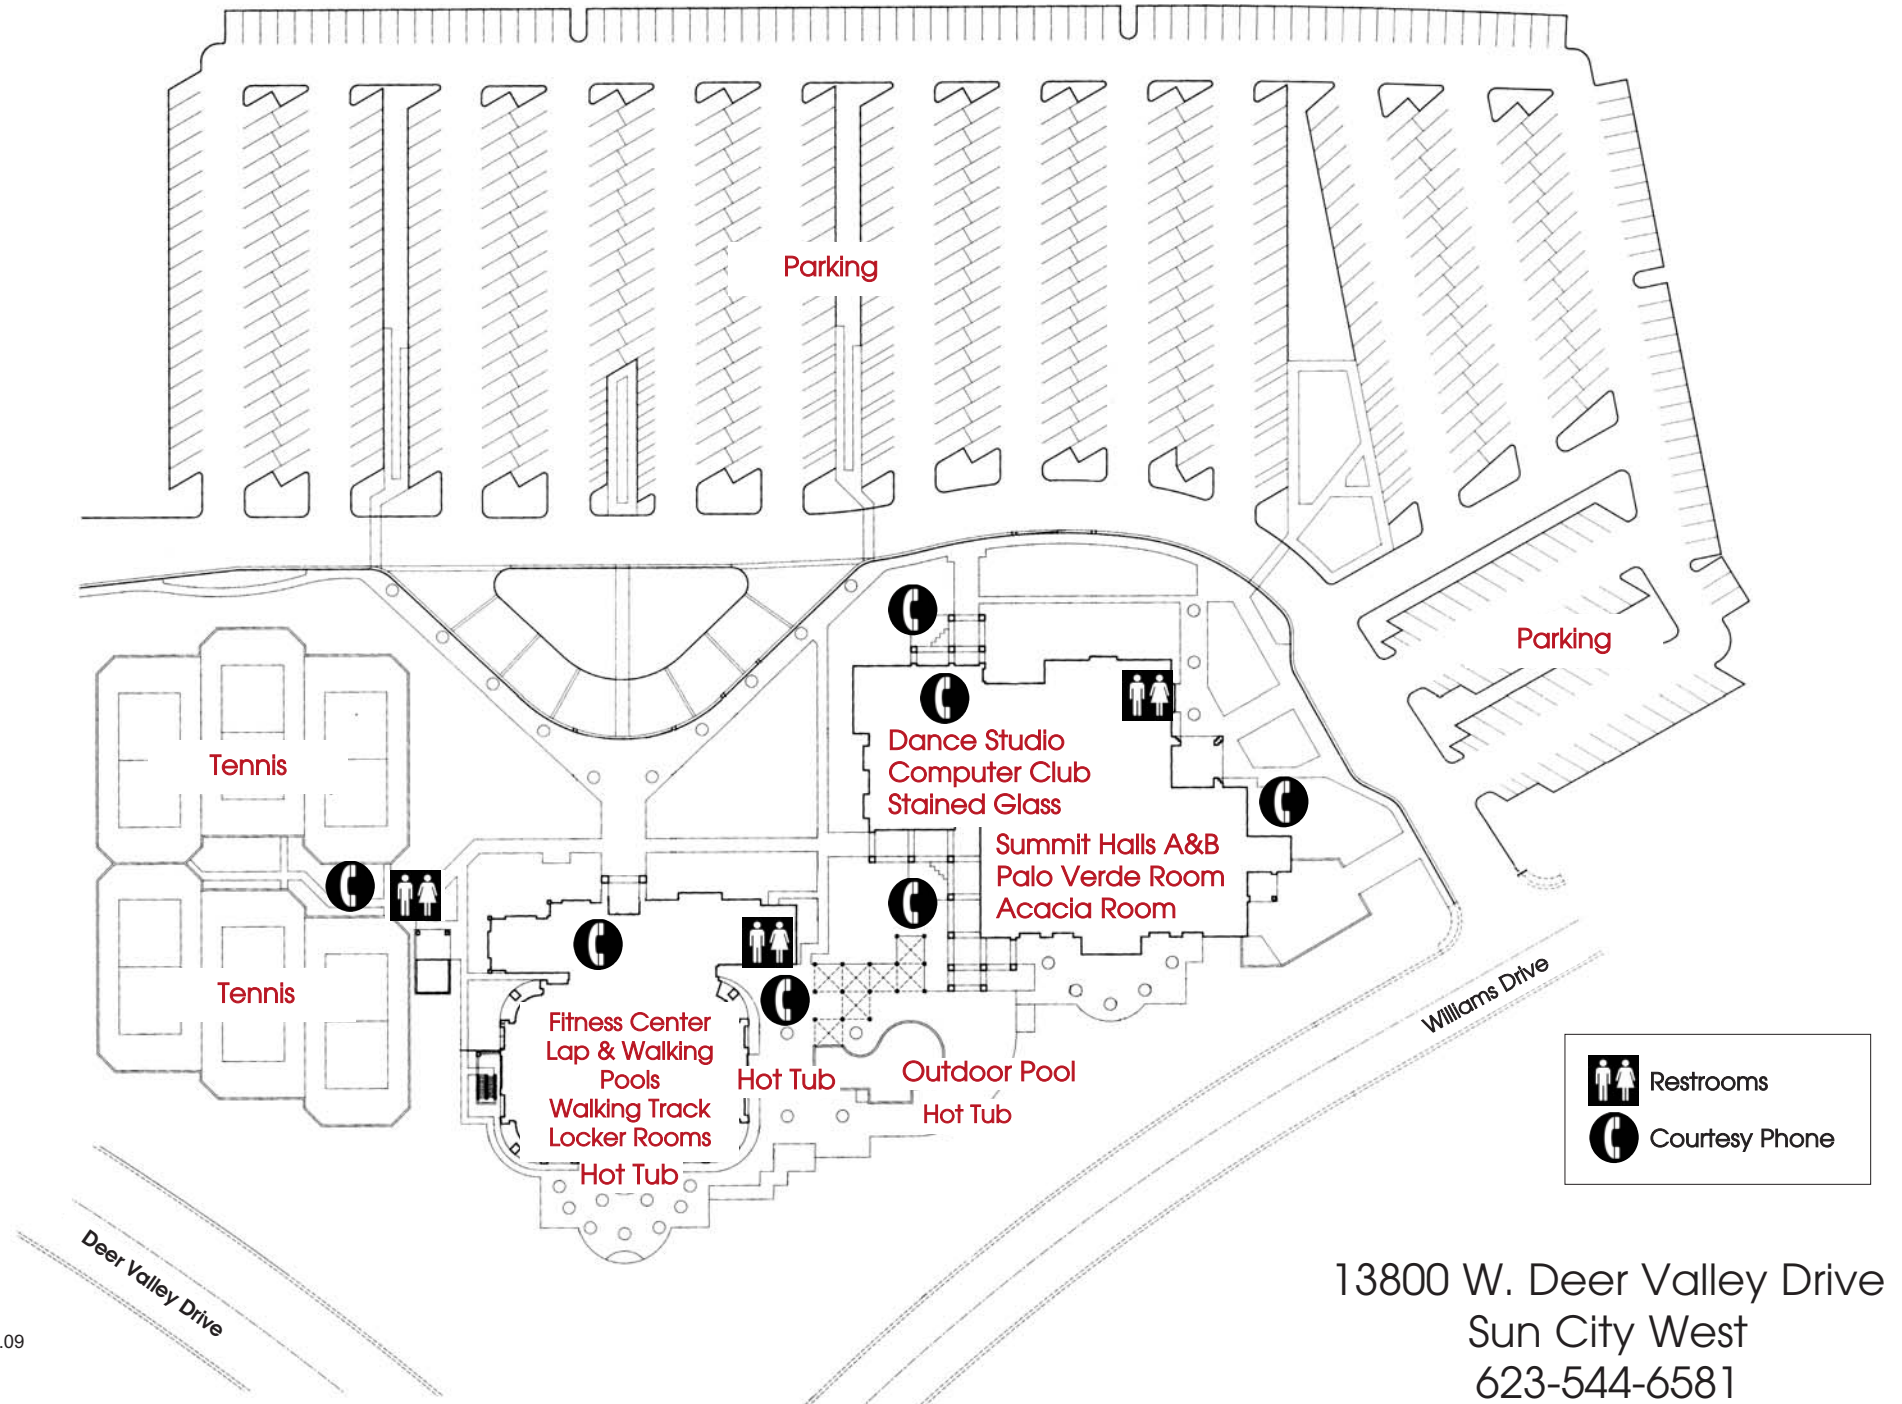 Parking
Parking
Tennis
Dance Studio
Computer Club
Stained Glass
Summit Halls A&B
Palo Verde Room
Acacia Room
Tennis
Fitness Center
Lap & Walking
Pools
Walking Track
Locker Rooms
Hot Tub
Hot Tub
Outdoor Pool
Hot Tub
Williams Drive
Restrooms
Courtesy Phone
Deer Valley Drive
13800 W. Deer Valley Drive
Sun City West
623-544-6581
.09